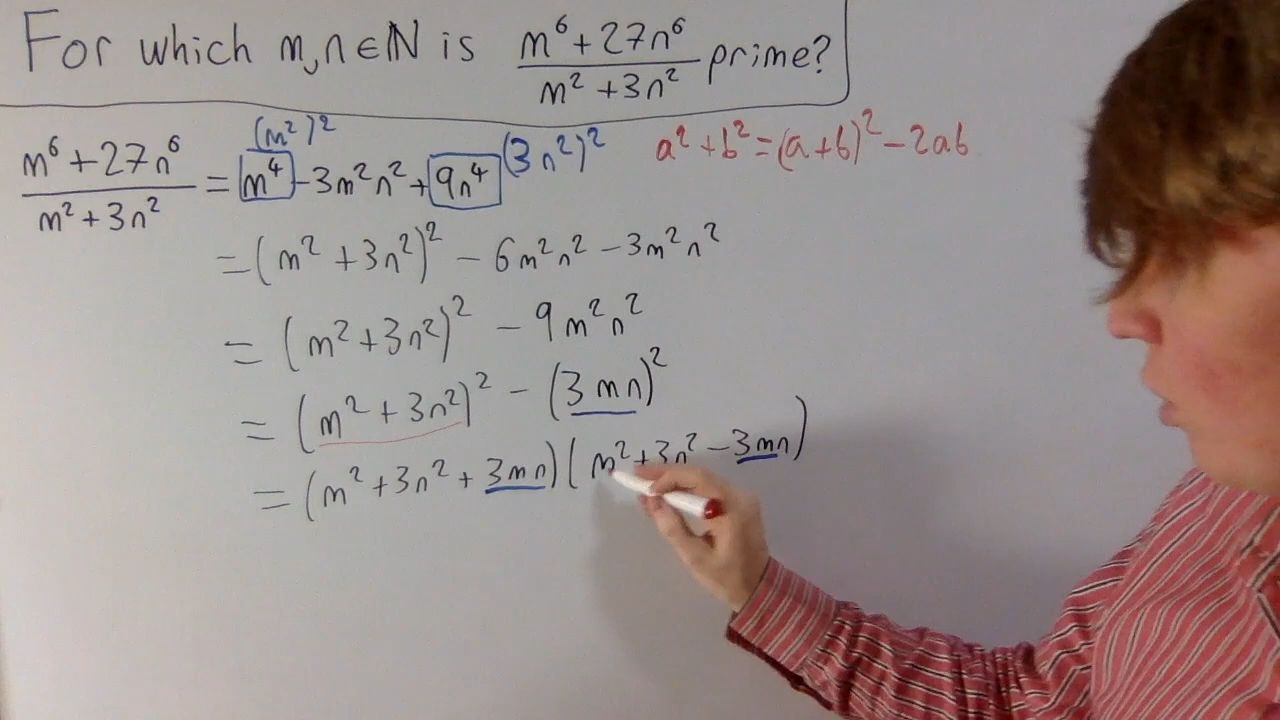 For which m,n∈ℕ is (m⁶+27n⁶)/(m²+3n²) prime?
(m²)² (3n²)² a²+b²=(a+b)²-2ab
(m⁶+27n⁶)/(m²+3n²) = m⁴-3m²n²+9n⁴
=(m²+3n²)²-6m²n²-3m²n²
=(m²+3n²)²-9m²n²
=(m²+3n²)²-(3mn)²
=(m²+3n²+3mn)(m²+3n²-3mn)